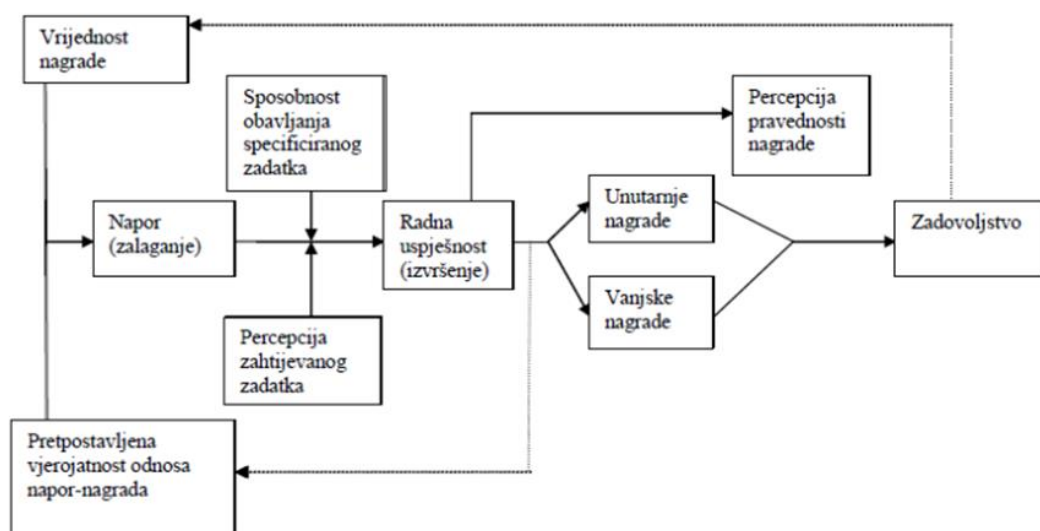 Vrijednost
nagrade
Sposobnost
obavljanja
specificiranog
zadatka
Percepcija
pravednosti
nagrade
Napor
(zalaganje)
Radna
uspješnost
(izvršenje)
Unutarnje
nagrade
Zadovoljstvo
Vanjske
nagrade
Percepcija
zahtijevanog
zadatka
Pretpostavljena
vjerojatnost odnosa
napor-nagrada